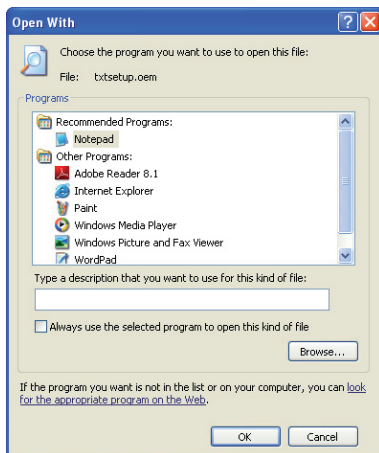 Open With
Choose the program you want to use to open this file:
File: txtsetup.oem
Programs
Recommended Programs:
Notepad
Other Programs:
Adobe Reader 8.1
Internet Explorer
Paint
Windows Media Player
Windows Picture and Fax Viewer
WordPad
Type a description that you want to use for this kind of file:
Always use the selected program to open this kind of file
Browse...
If the program you want is not in the list or on your computer, you can look
for the appropriate program on the Web.
OK Cancel